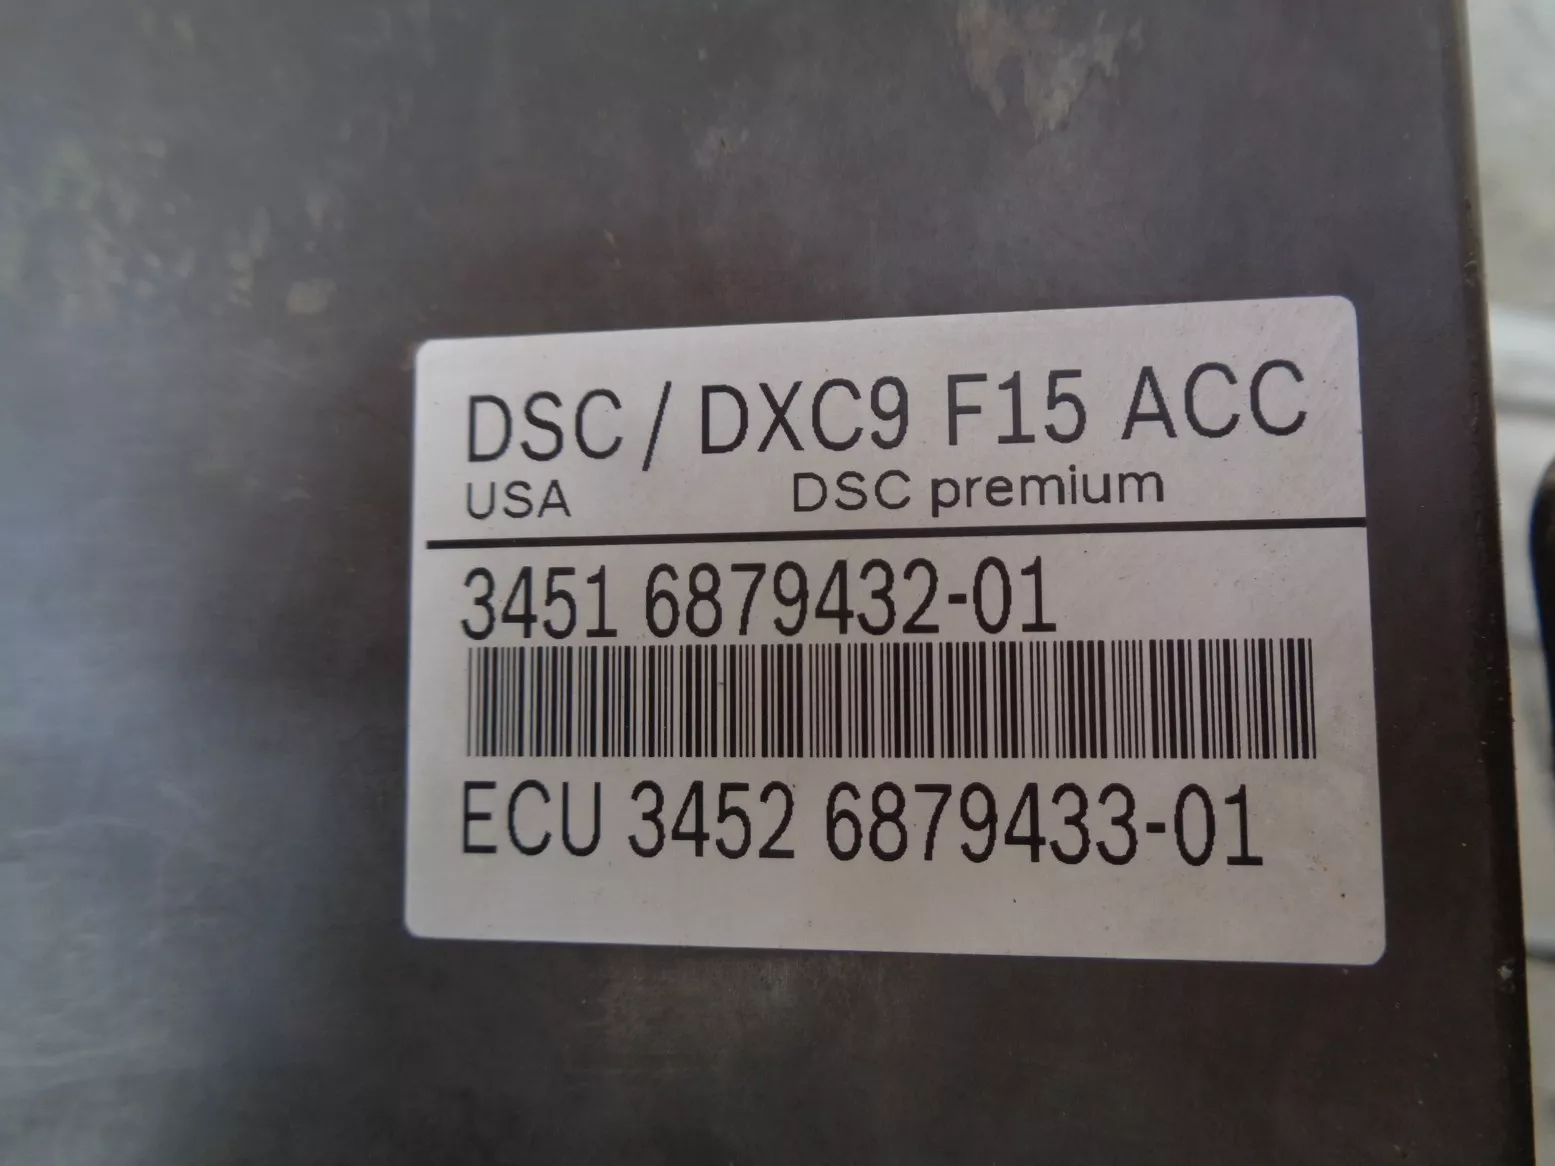 DSC / DXC9 F15 ACC
USA DSC premium
3451 6879432-01
ECU 3452 6879433-01